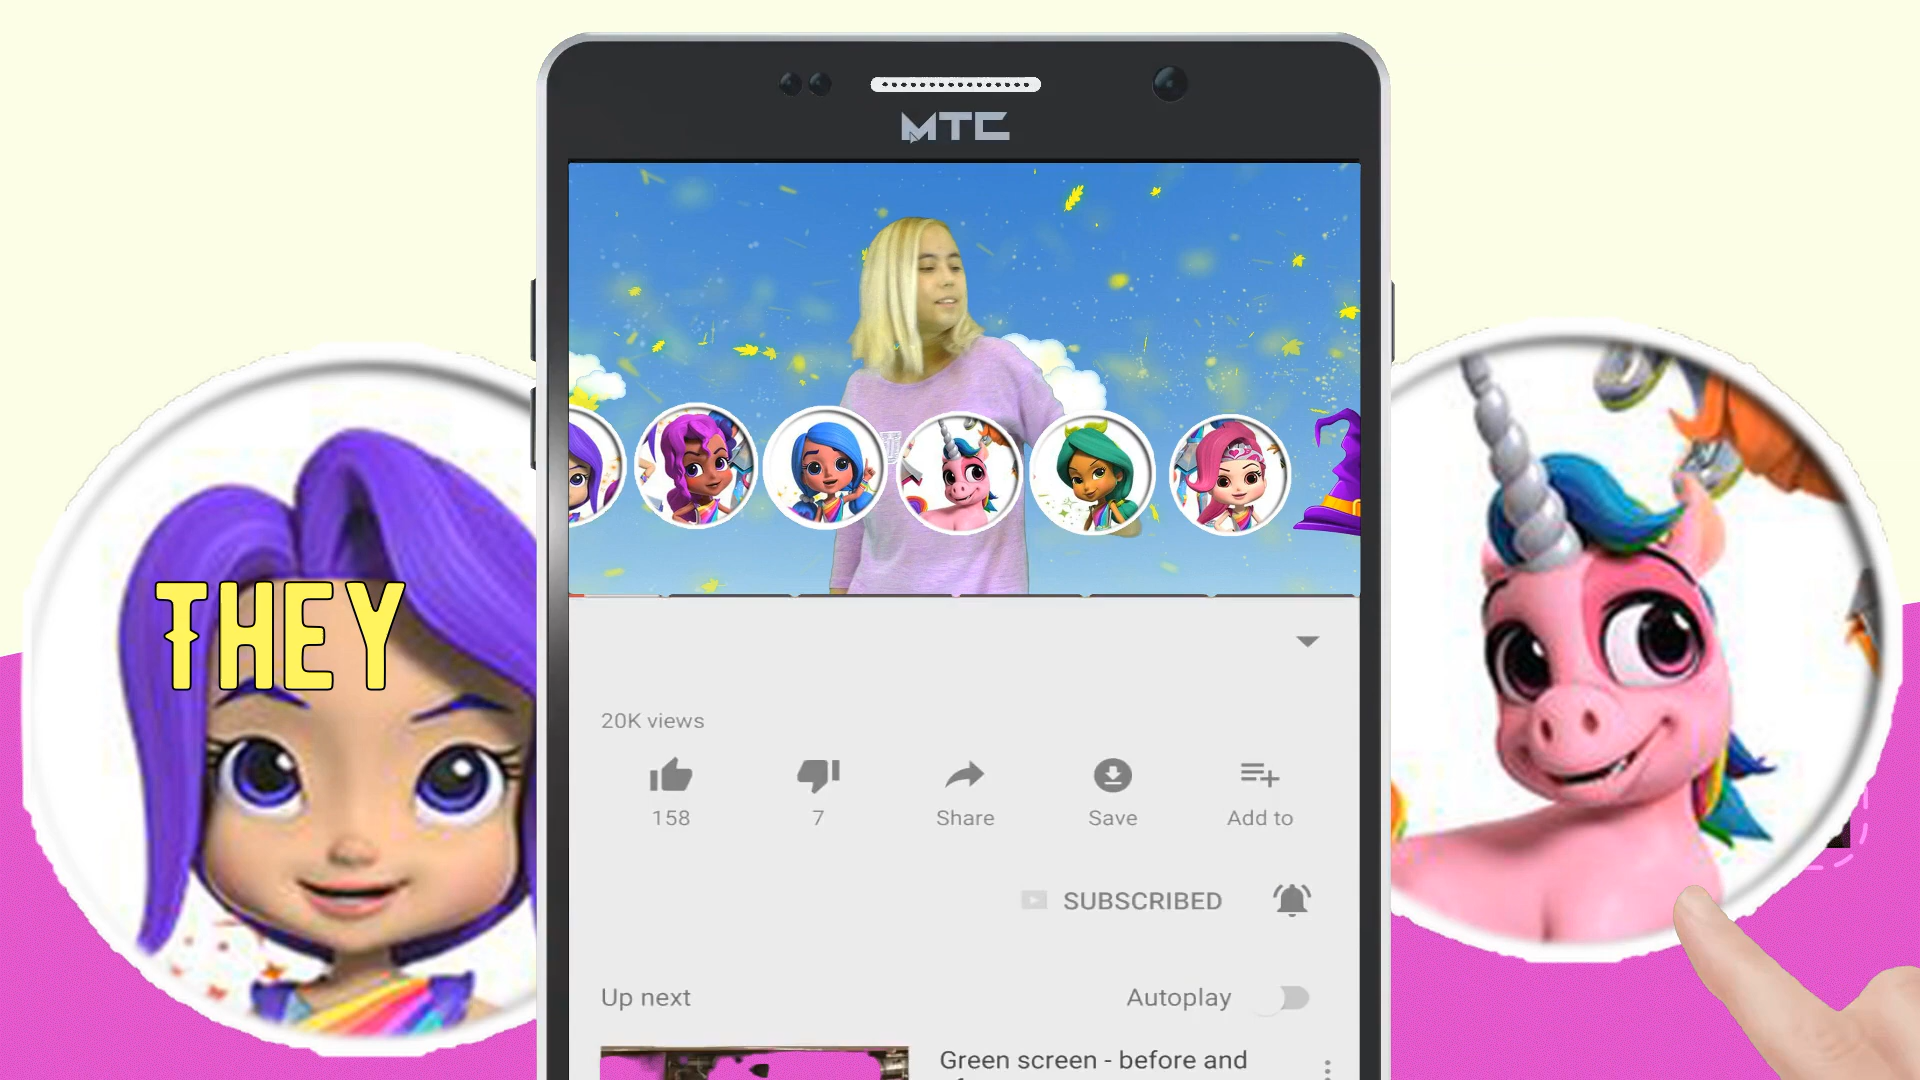 MTC
THEY
20K views
158
7
Share
Save
Add to
SUBSCRIBED
Up next
Autoplay
Green screen - before and